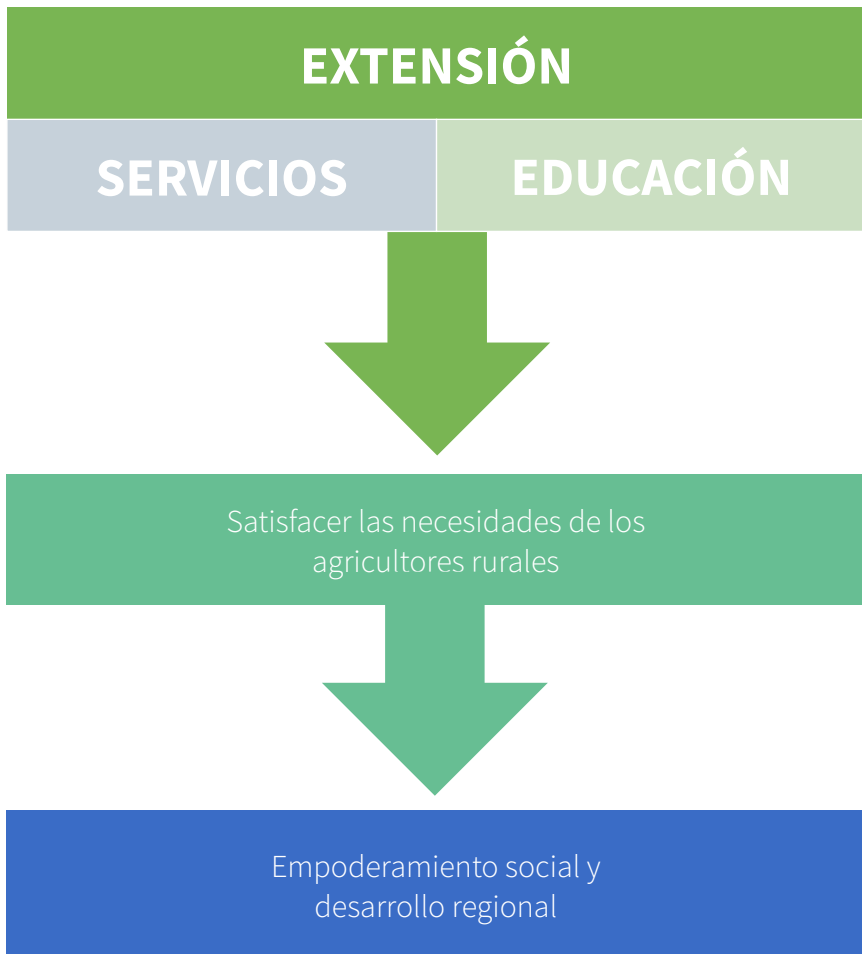 EXTENSIÓN
SERVICIOS
EDUCACIÓN
Satisfacer las necesidades de los
agricultores rurales
Empoderamiento social y
desarrollo regional